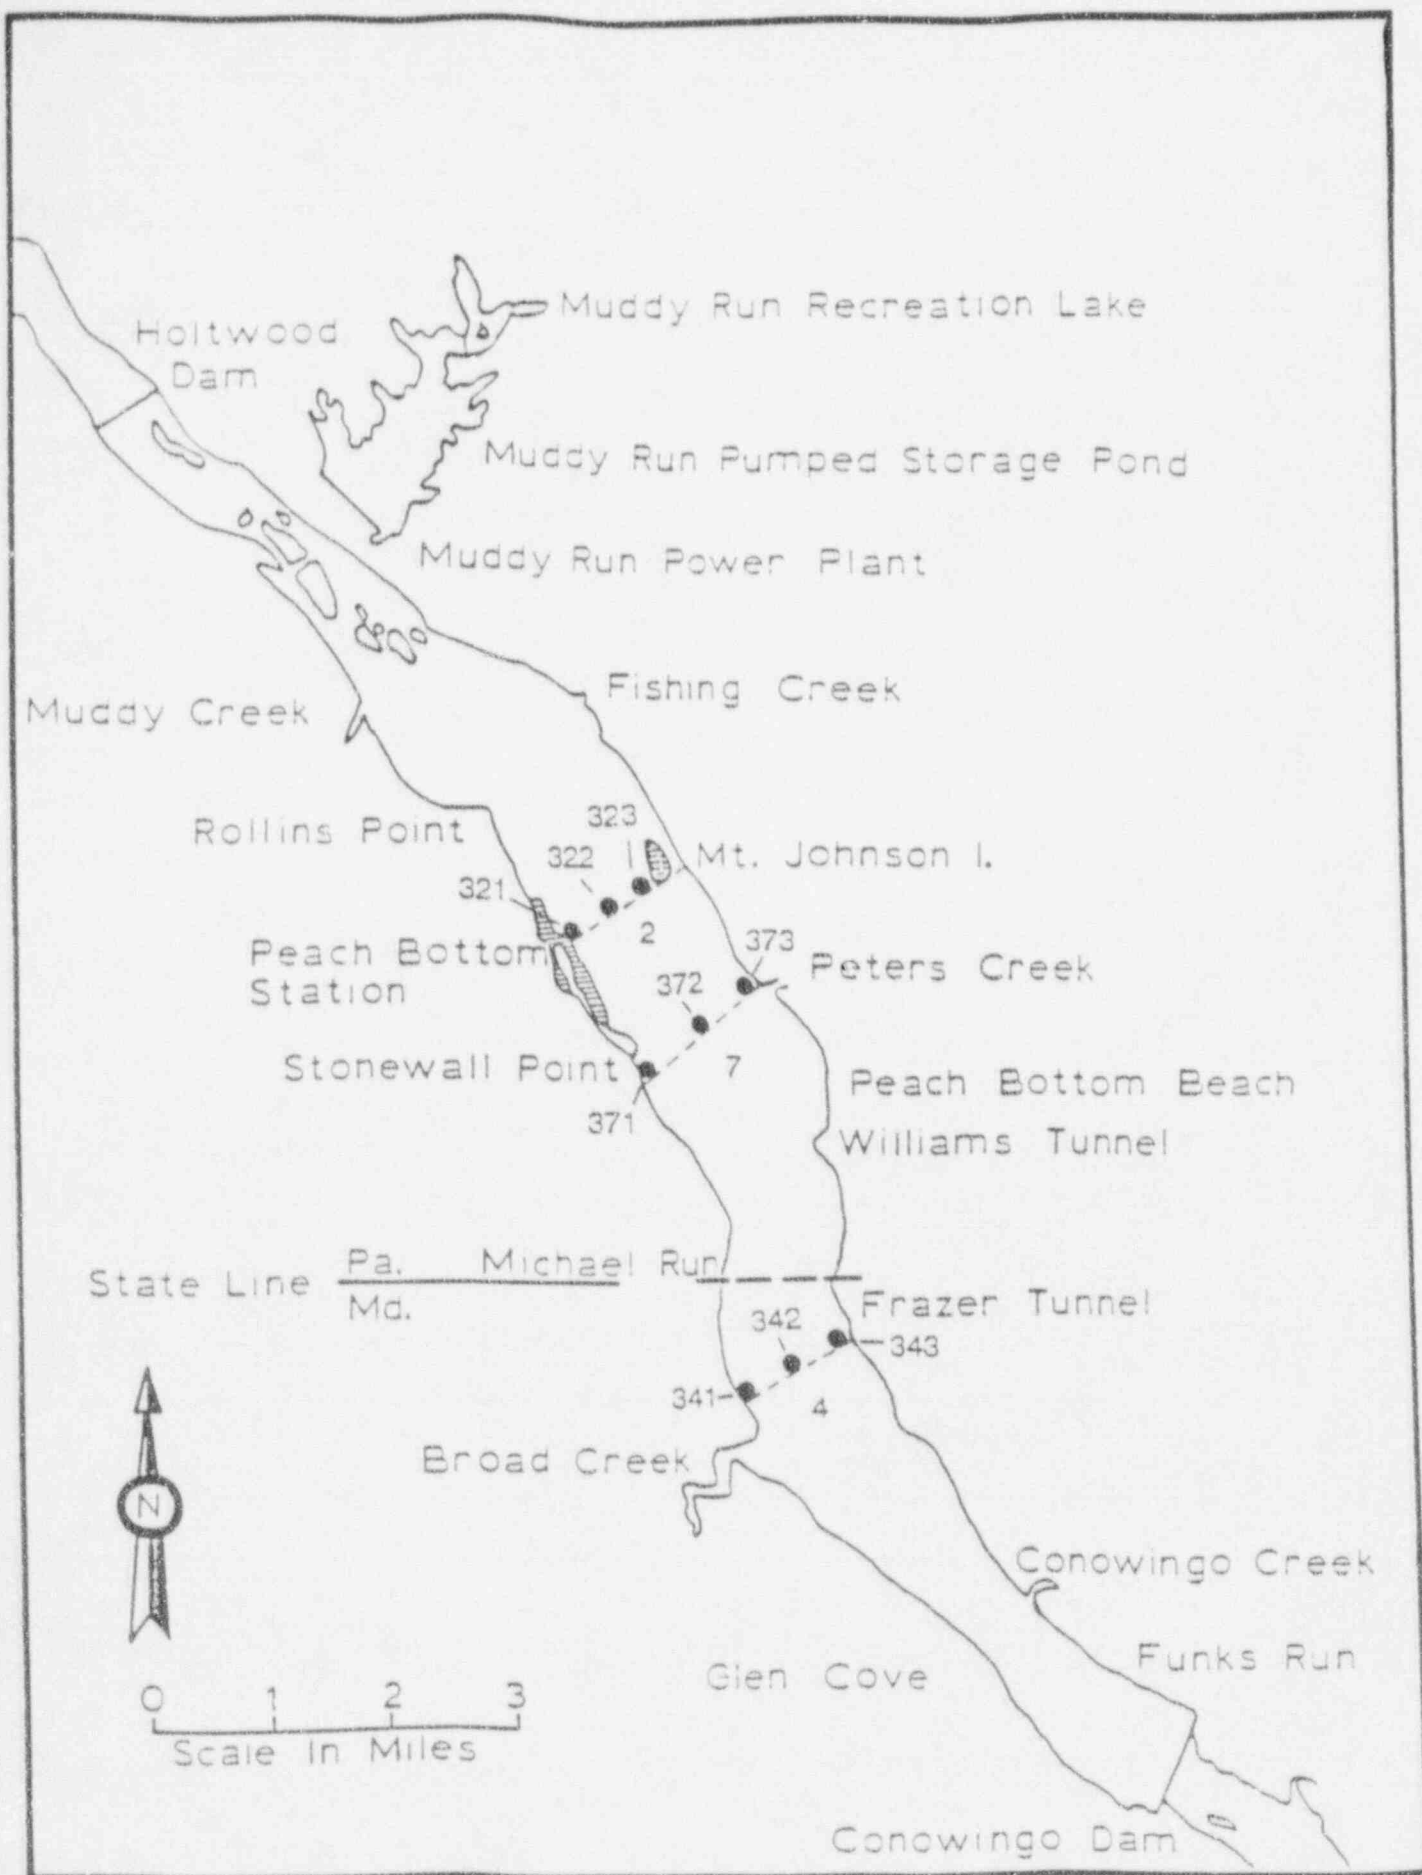 Muddy Run Recreation Lake
Holtwood
Dam
Muddy Run Pumped Storage Pond
Muddy Run Power Plant
Fishing Creek
Muddy Creek
Rollins Point
323
322
Mt. Johnson I.
321
2
373
Peach Bottom
Station
Peters Creek
372
Stonewall Point
7
Peach Bottom Beach
371
Williams Tunnel
State Line
Pa.
Michael Run
Md.
Frazer Tunnel
342
343
341
4
Broad Creek
N
Conowingo Creek
Funks Run
Glen Cove
0 1 2 3
Scale In Miles
Conowingo Dam